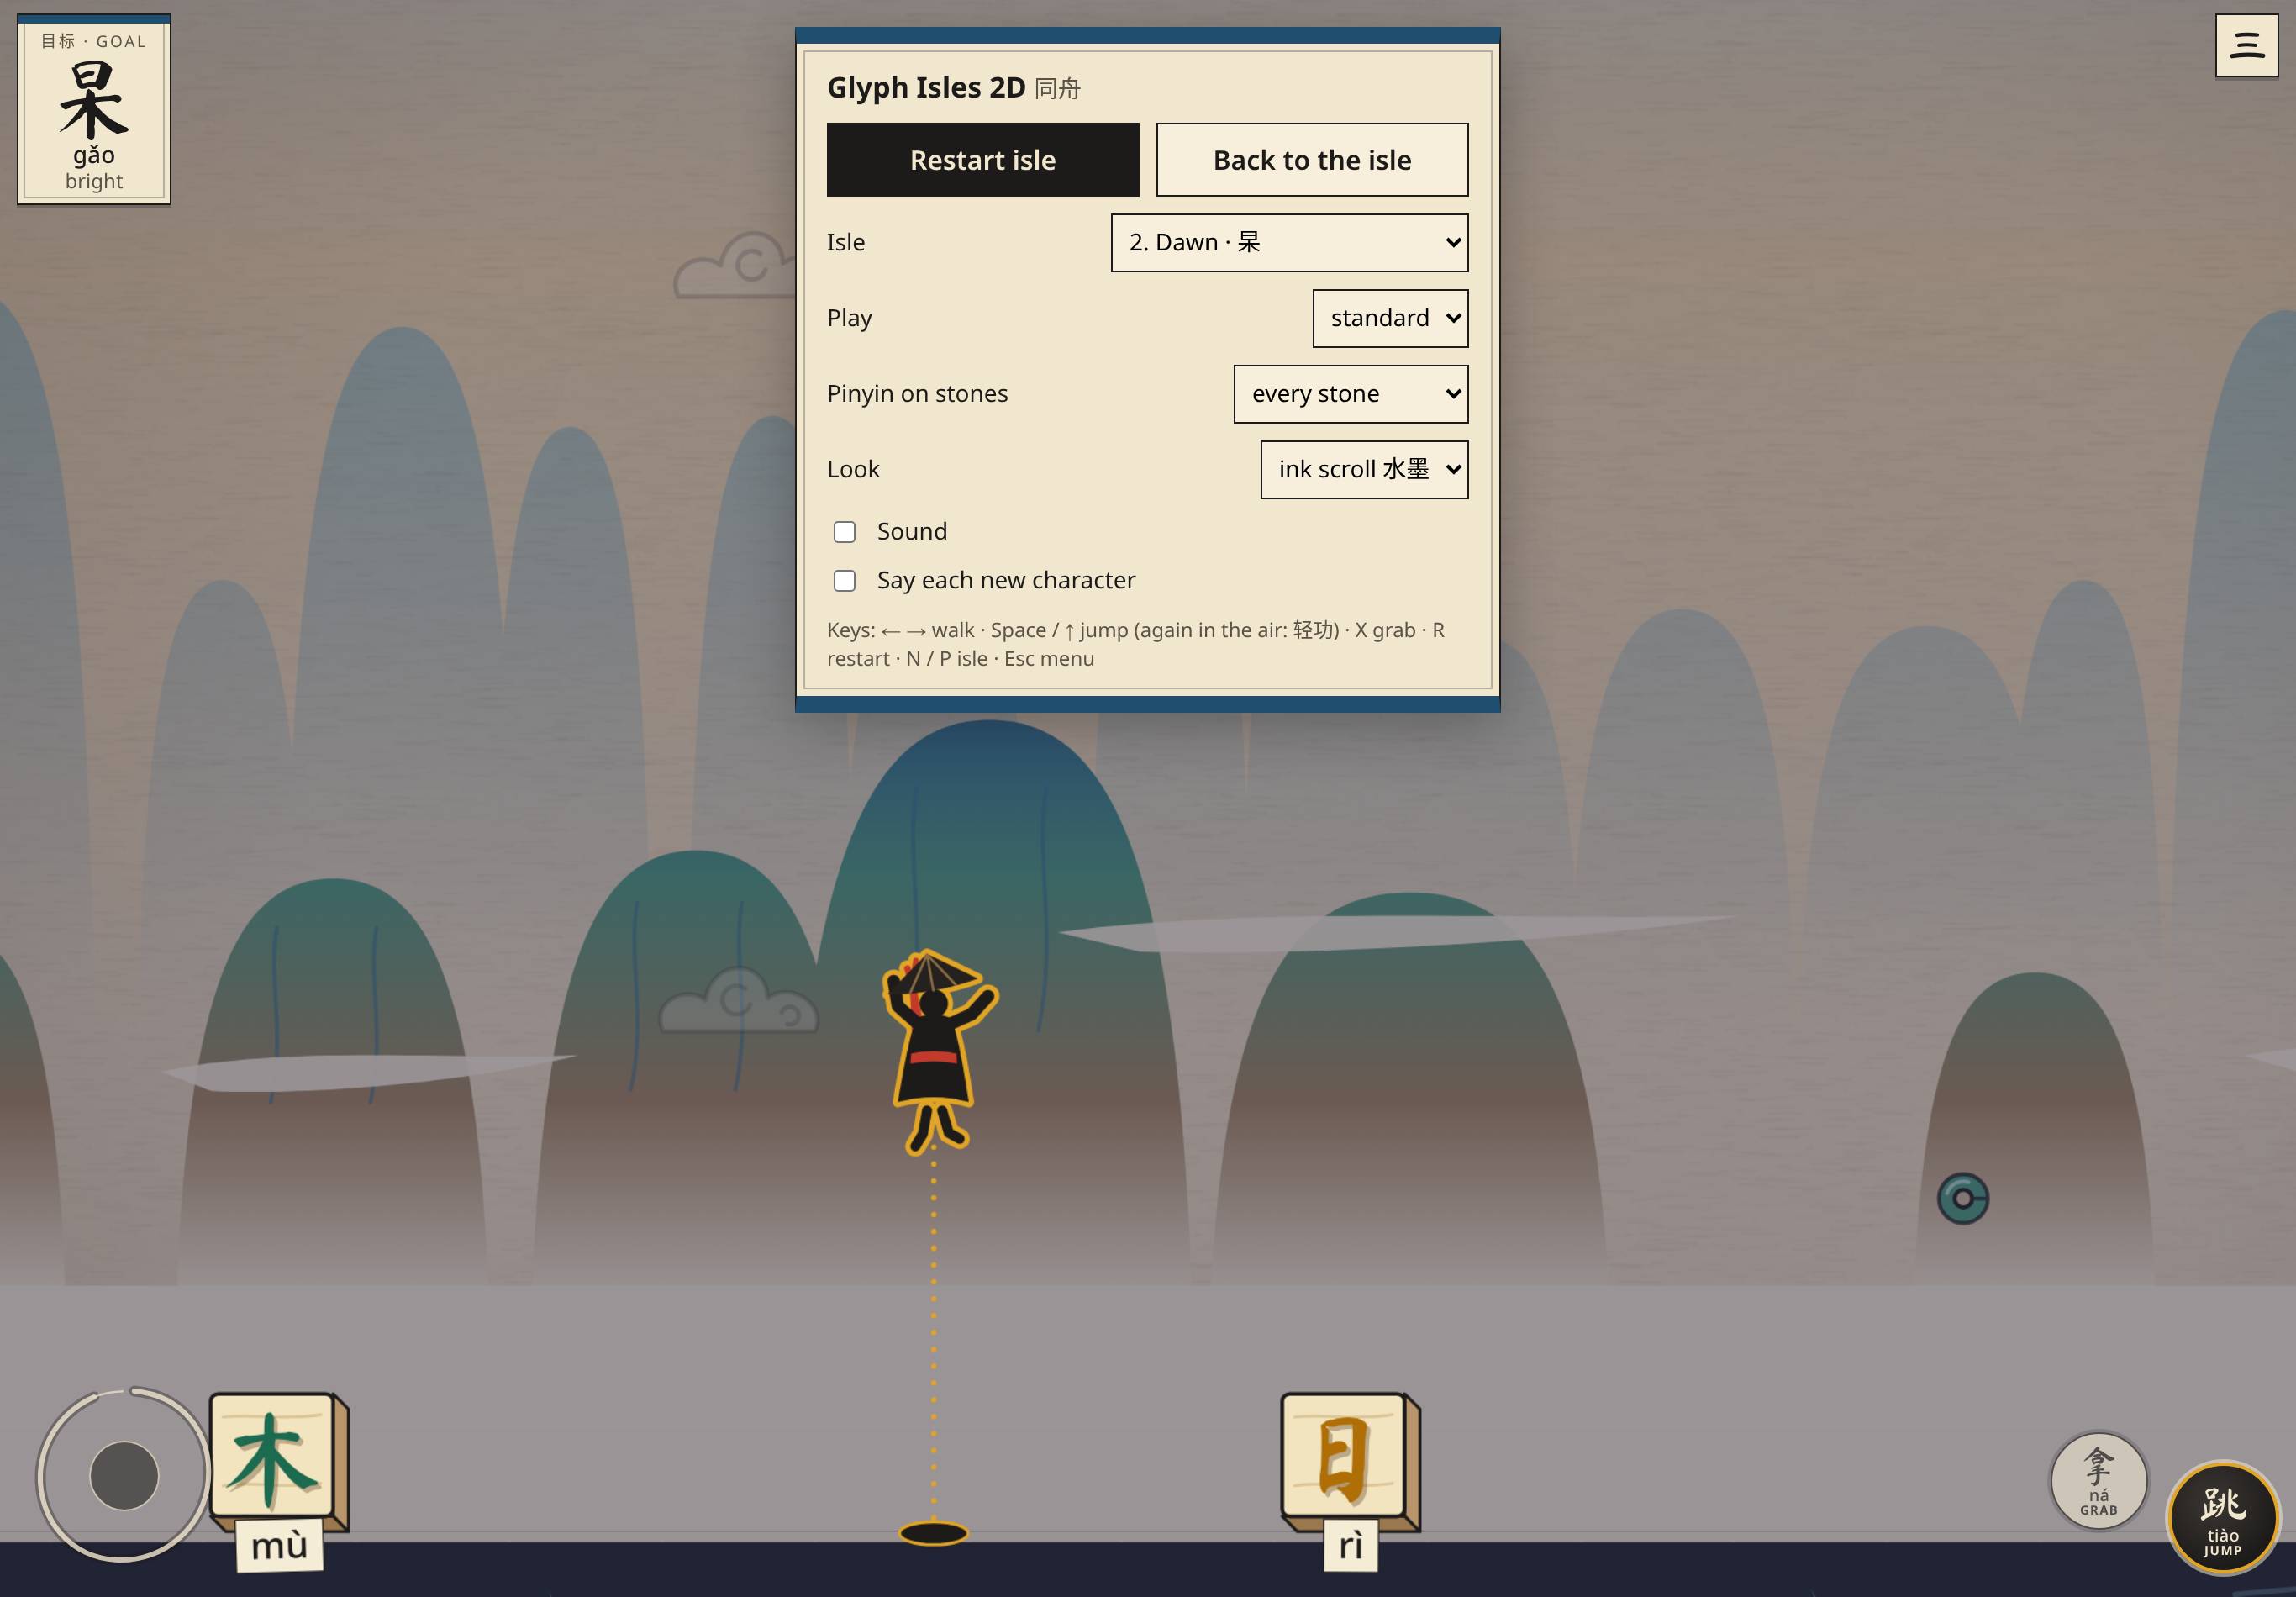 目标 · GOAL
杲
gǎo
bright
三
Glyph Isles 2D 同舟
Restart isle
Back to the isle
Isle
2. Dawn · 杲
Play
standard
Pinyin on stones
every stone
Look
ink scroll 水墨
Sound
Say each new character
Keys: ← → walk · Space / ↑ jump (again in the air: 轻功) · X grab · R
restart · N / P isle · Esc menu
木
mù
日
rì
拿
ná
GRAB
跳
tiào
JUMP